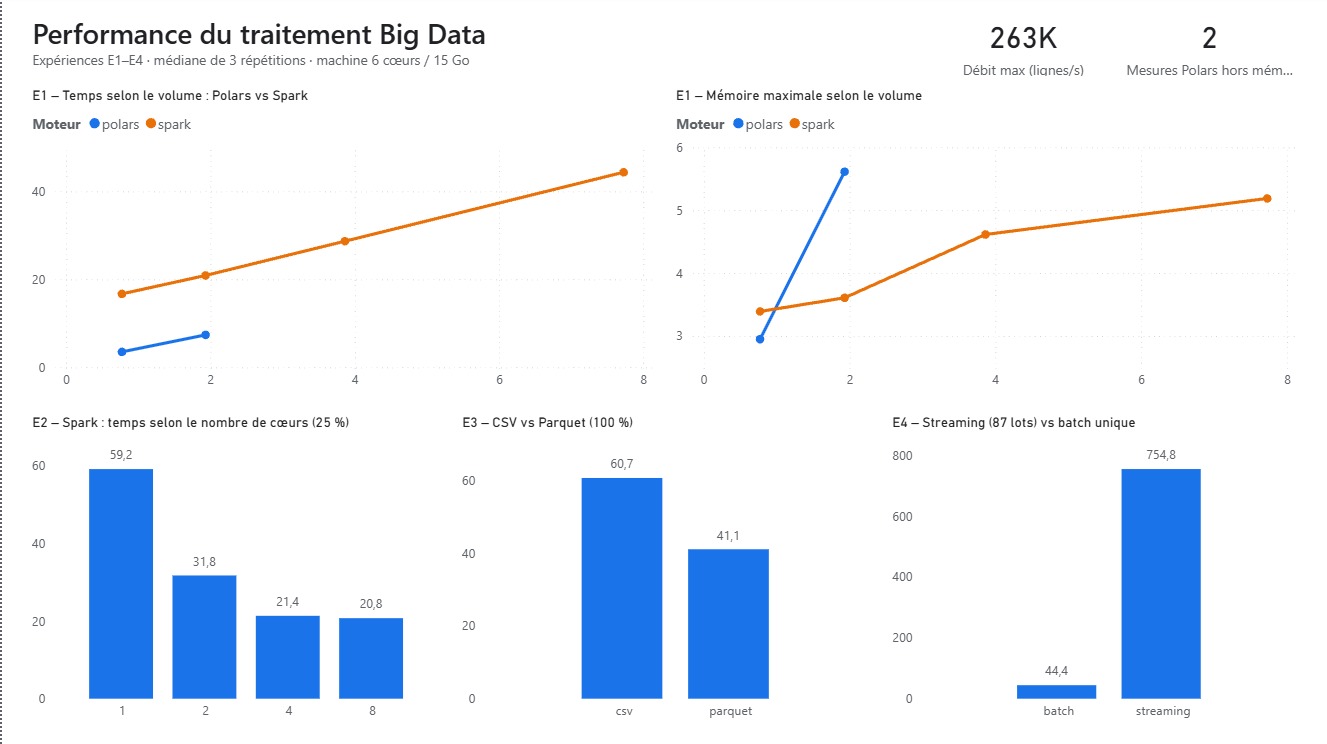 Performance du traitement Big Data
Expériences E1–E4 · médiane de 3 répétitions · machine 6 cœurs / 15 Go
263K
Débit max (lignes/s)
2
Mesures Polars hors mém...
E1 – Temps selon le volume : Polars vs Spark
Moteur polars spark
40
20
0
0 2 4 6 8
E1 – Mémoire maximale selon le volume
Moteur polars spark
6
5
4
3
0 2 4 6 8
E2 – Spark : temps selon le nombre de cœurs (25 %)
60
40
20
0
59,2
31,8
21,4
20,8
1 2 4 8
E3 – CSV vs Parquet (100 %)
60
40
20
0
60,7
41,1
csv parquet
E4 – Streaming (87 lots) vs batch unique
800
600
400
200
0
44,4
754,8
batch streaming